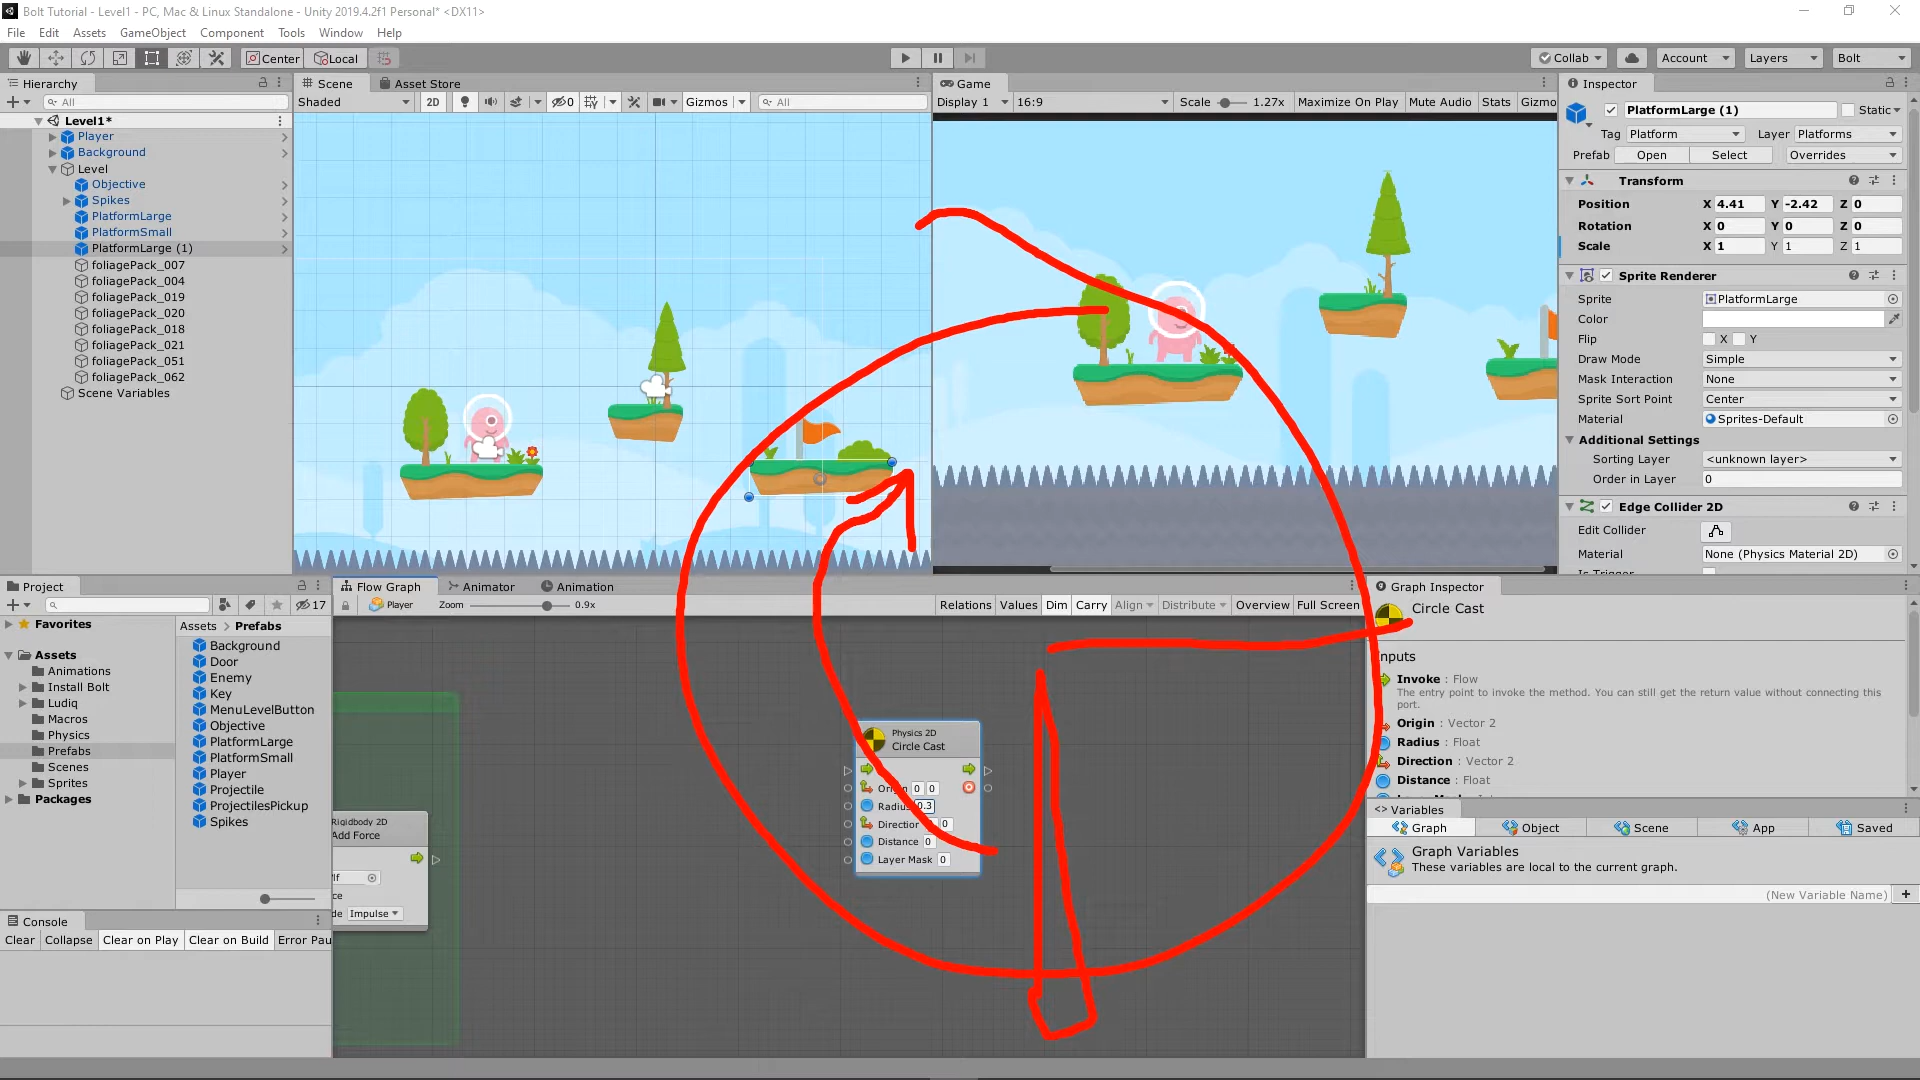 Bolt Tutorial - Level1 - PC, Mac & Linux Standalone - Unity 2019.4.2f1 Personal* <DX11>
File Edit Assets GameObject Component Tools Window Help
Center Local Collab Account Layers Bolt
Hierarchy
All
Level1*
Player
Background
Level
Objective
Spikes
PlatformLarge
PlatformSmall
PlatformLarge (1)
foliagePack_007
foliagePack_004
foliagePack_019
foliagePack_020
foliagePack_018
foliagePack_021
foliagePack_051
foliagePack_062
Scene Variables
Scene Asset Store
Shaded 2D 0 Gizmos All
Game
Display 1 16:9 Scale 1.27x Maximize On Play Mute Audio Stats Gizmo
Inspector
PlatformLarge (1) Static
Tag Platform Layer Platforms
Prefab Open Select Overrides
Transform
Position X 4.41 Y -2.42 Z 0
Rotation X 0 Y 0 Z 0
Scale X 1 Y 1 Z 1
Sprite Renderer
Sprite PlatformLarge
Color
Flip X Y
Draw Mode Simple
Mask Interaction None
Sprite Sort Point Center
Material Sprites-Default
Additional Settings
Sorting Layer <unknown layer>
Order in Layer 0
Edge Collider 2D
Edit Collider
Material None (Physics Material 2D)
Project
17
Favorites
Assets
Animations
Install Bolt
Ludiq
Macros
Physics
Prefabs
Scenes
Sprites
Packages
Assets > Prefabs
Background
Door
Enemy
Key
MenuLevelButton
Objective
PlatformLarge
PlatformSmall
Player
Projectile
ProjectilesPickup
Spikes
Console
Clear Collapse Clear on Play Clear on Build Error Pau
Flow Graph Animator Animation
Player Zoom 0.9x Relations Values Dim Carry Align Distribute Overview Full Screen
Rigidbody 2D
Add Force
lf
ce
de Impulse
Physics 2D
Circle Cast
Origin 0 0
Radius 0.3
Direction 0
Distance 0
Layer Mask 0
Graph Inspector
Circle Cast
Inputs
Invoke : Flow
The entry point to invoke the method. You can still get the return value without connecting this
port.
Origin : Vector 2
Radius : Float
Direction : Vector 2
Distance : Float
<> Variables
Graph Object Scene App Saved
Graph Variables
These variables are local to the current graph.
(New Variable Name) +